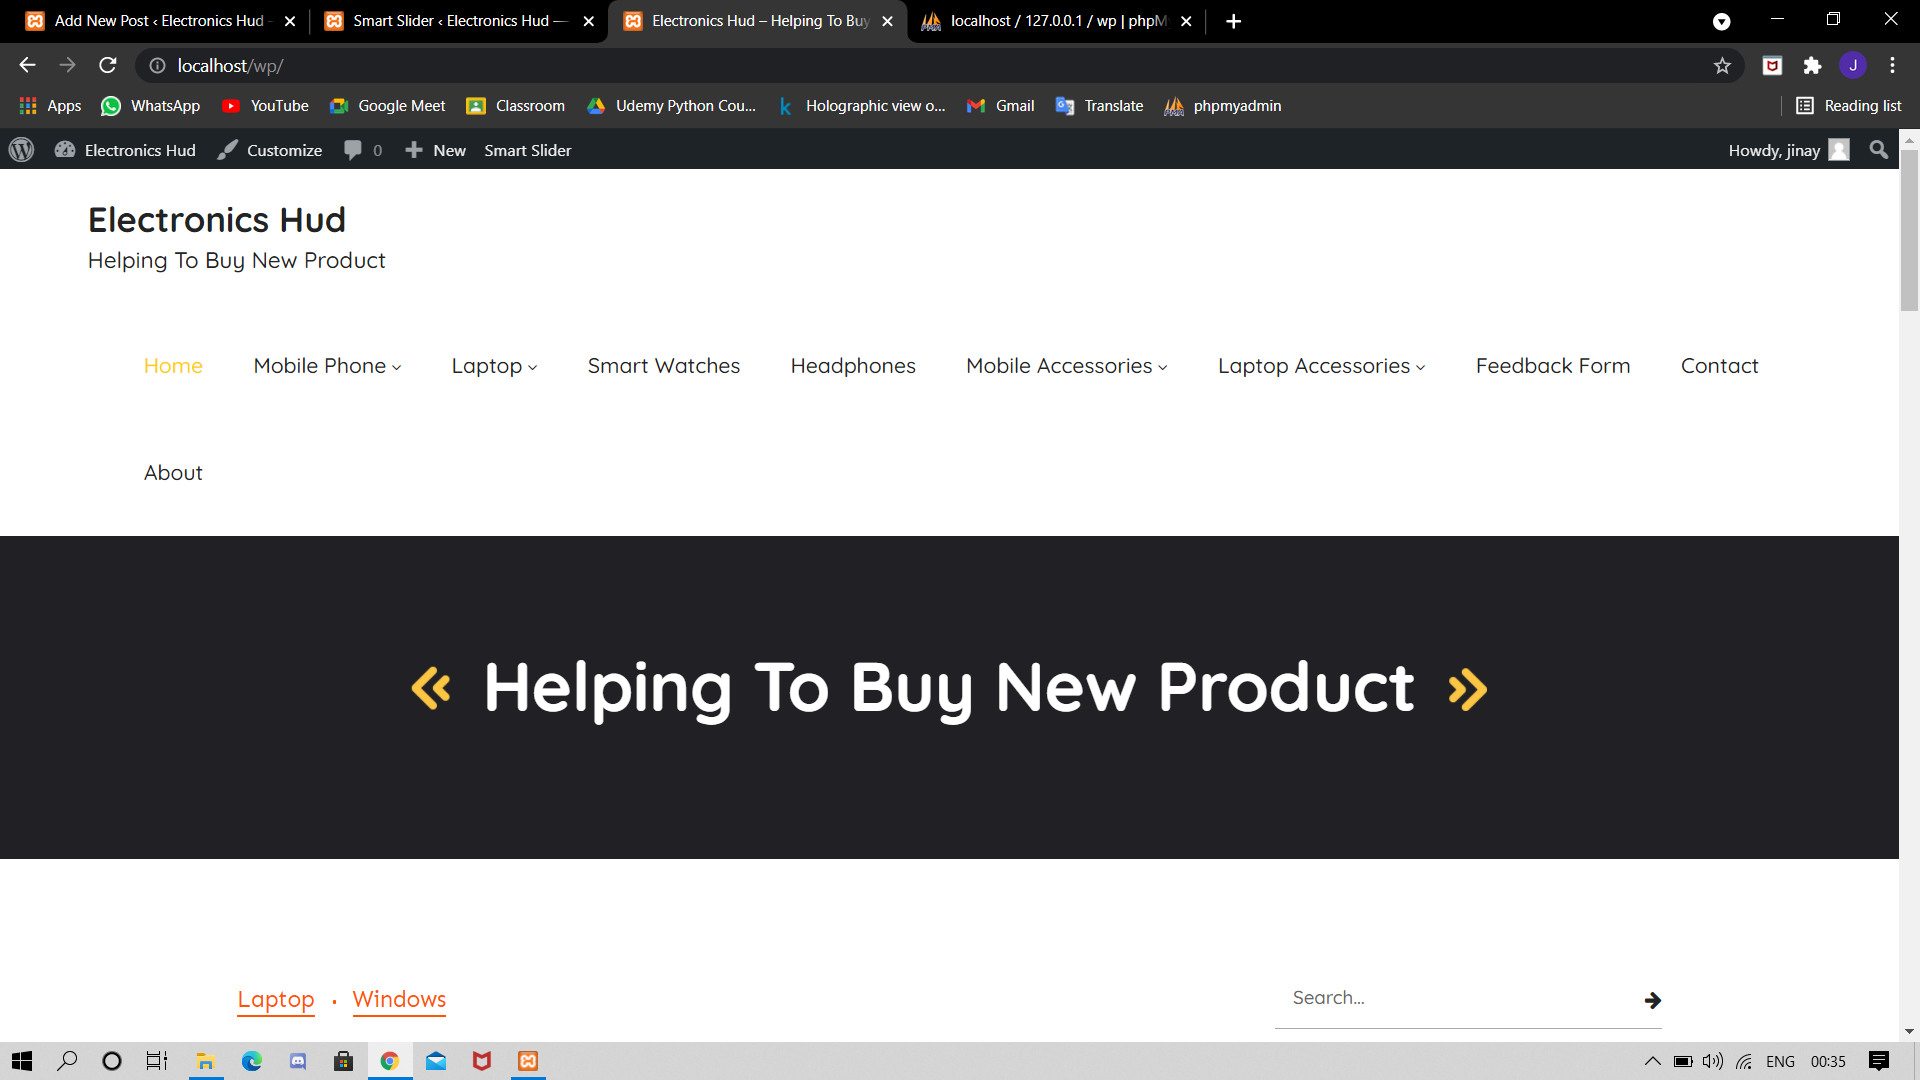 Add New Post ‹ Electronics Hud -
Smart Slider ‹ Electronics Hud —
Electronics Hud – Helping To Buy
localhost / 127.0.0.1 / wp | phpM
localhost/wp/
J
Apps
WhatsApp
YouTube
Google Meet
Classroom
Udemy Python Cou...
Holographic view o...
Gmail
Translate
phpmyadmin
Reading list
Electronics Hud
Customize
0
New
Smart Slider
Howdy, jinay
Electronics Hud
Helping To Buy New Product
Home
Mobile Phone
Laptop
Smart Watches
Headphones
Mobile Accessories
Laptop Accessories
Feedback Form
Contact
About
« Helping To Buy New Product »
Laptop · Windows
Search...
ENG
00:35